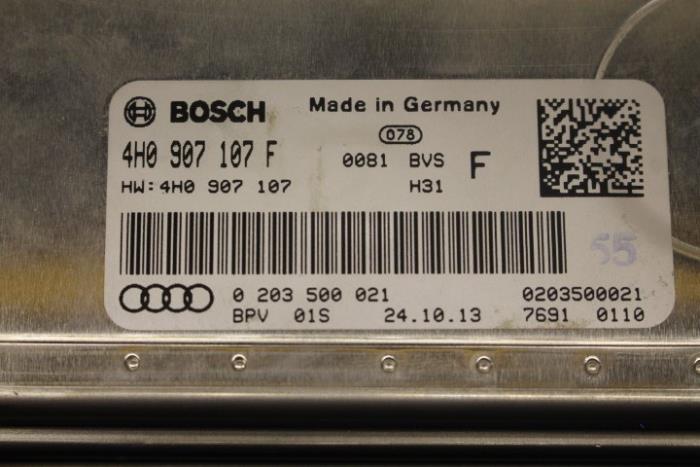 BOSCH Made in Germany
078
4H0 907 107 F 0081 BVS F
HW:4H0 907 107 H31
55
0 203 500 021 0203500021
BPV 01S 24.10.13 7691 0110